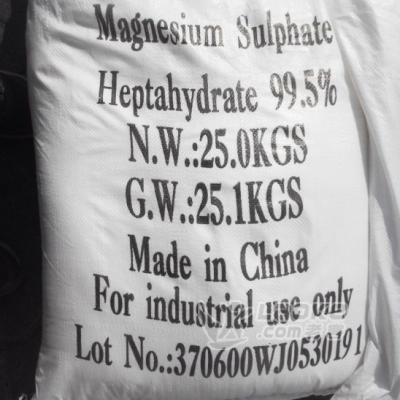 Magnesium Sulphate
Heptahydrate 99.5%
N.W.:25.0KGS
G.W.:25.1KGS
Made in China
For industrial use only
Lot No.:370600WJ0530191
.com